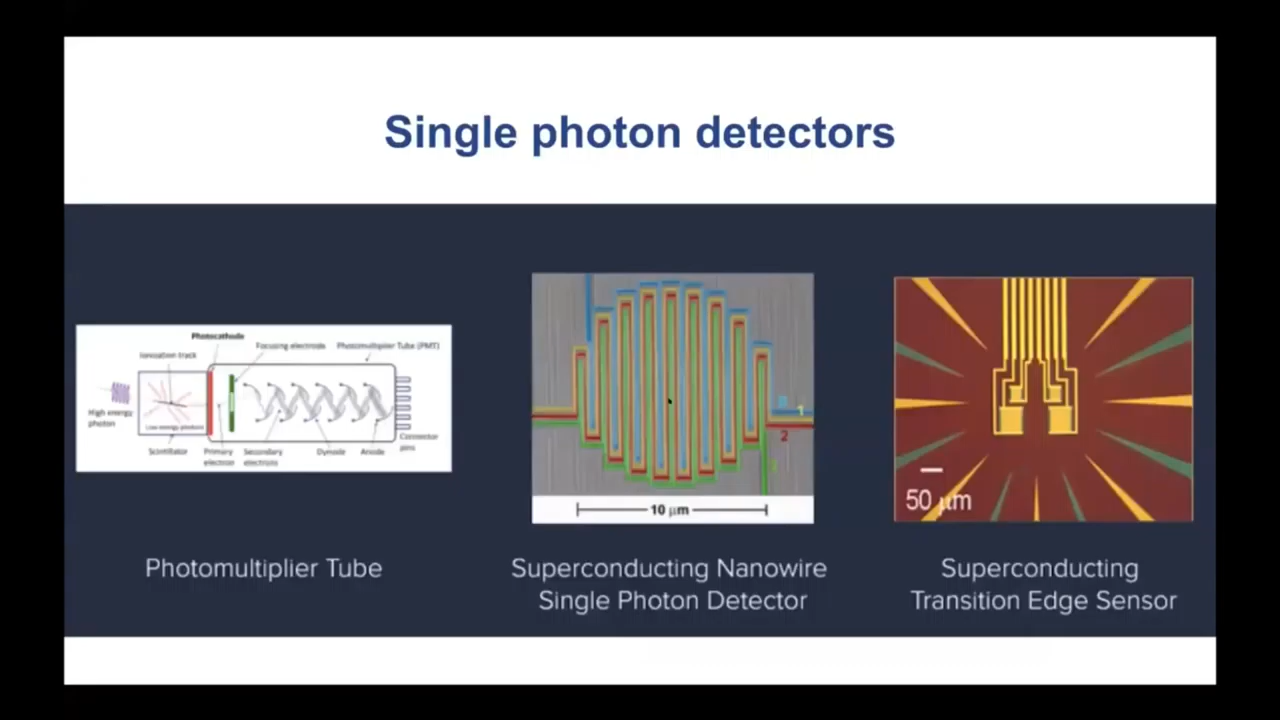 Single photon detectors
Photocathode
Focusing electrode
Photomultiplier Tube (PMT)
Ionisation track
High energy
photon
Low energy photons
Scintillator
Primary
electron
Secondary
electrons
Dynode
Anode
Connector
pins
1
2
10 μm
50 μm
Photomultiplier Tube
Superconducting Nanowire
Single Photon Detector
Superconducting
Transition Edge Sensor